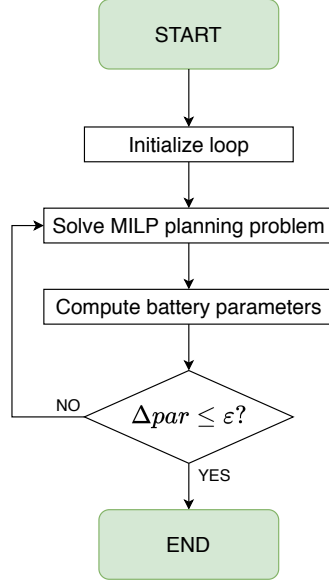 START
Initialize loop
Solve MILP planning problem
Compute battery parameters
Δpar ≤ ε?
NO
YES
END